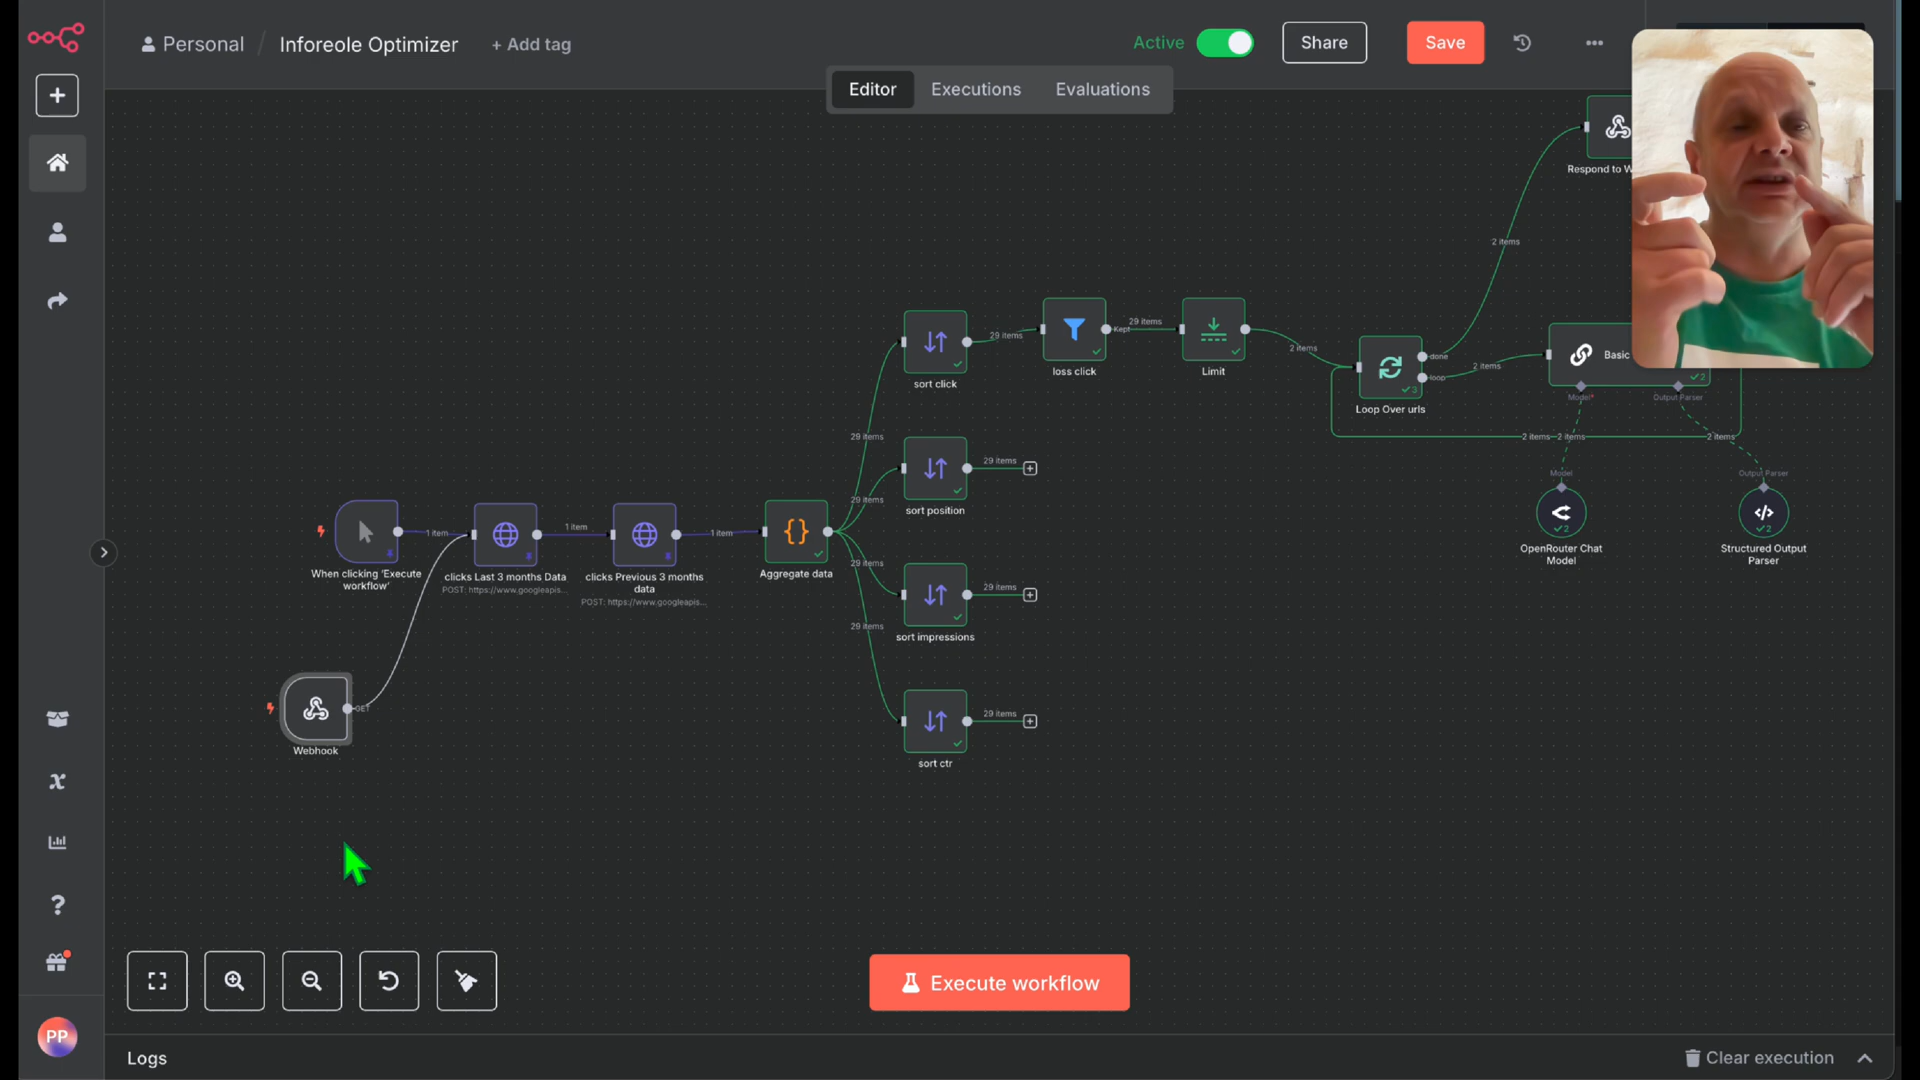 Personal / Inforeole Optimizer + Add tag
Active Share Save
Editor Executions Evaluations
Respond to W
2 items
sort click
29 items
loss click
Kept
29 items
Limit
2 items
Loop Over urls
done
loop
3
2 items
Basic
2
Model*
Output Parser
2 items
2 items
2 items
29 items
sort position
29 items
29 items
sort impressions
29 items
29 items
29 items
sort ctr
29 items
When clicking 'Execute
workflow'
1 item
clicks Last 3 months Data
POST: https://www.googleapis...
1 item
clicks Previous 3 months
data
POST: https://www.googleapis...
1 item
{}
Aggregate data
Model
2
OpenRouter Chat
Model
Output Parser
2
Structured Output
Parser
GET
Webhook
Execute workflow
PP
Logs
Clear execution